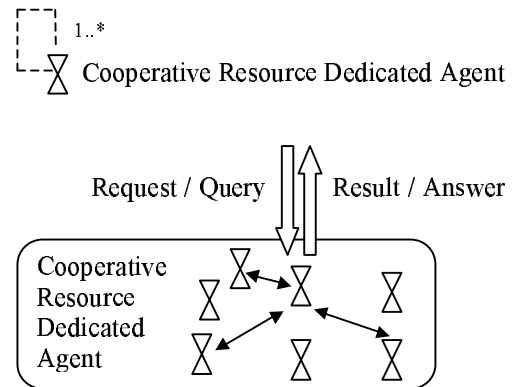 1..*
Cooperative Resource Dedicated Agent
Request / Query
Result / Answer
Cooperative
Resource
Dedicated
Agent